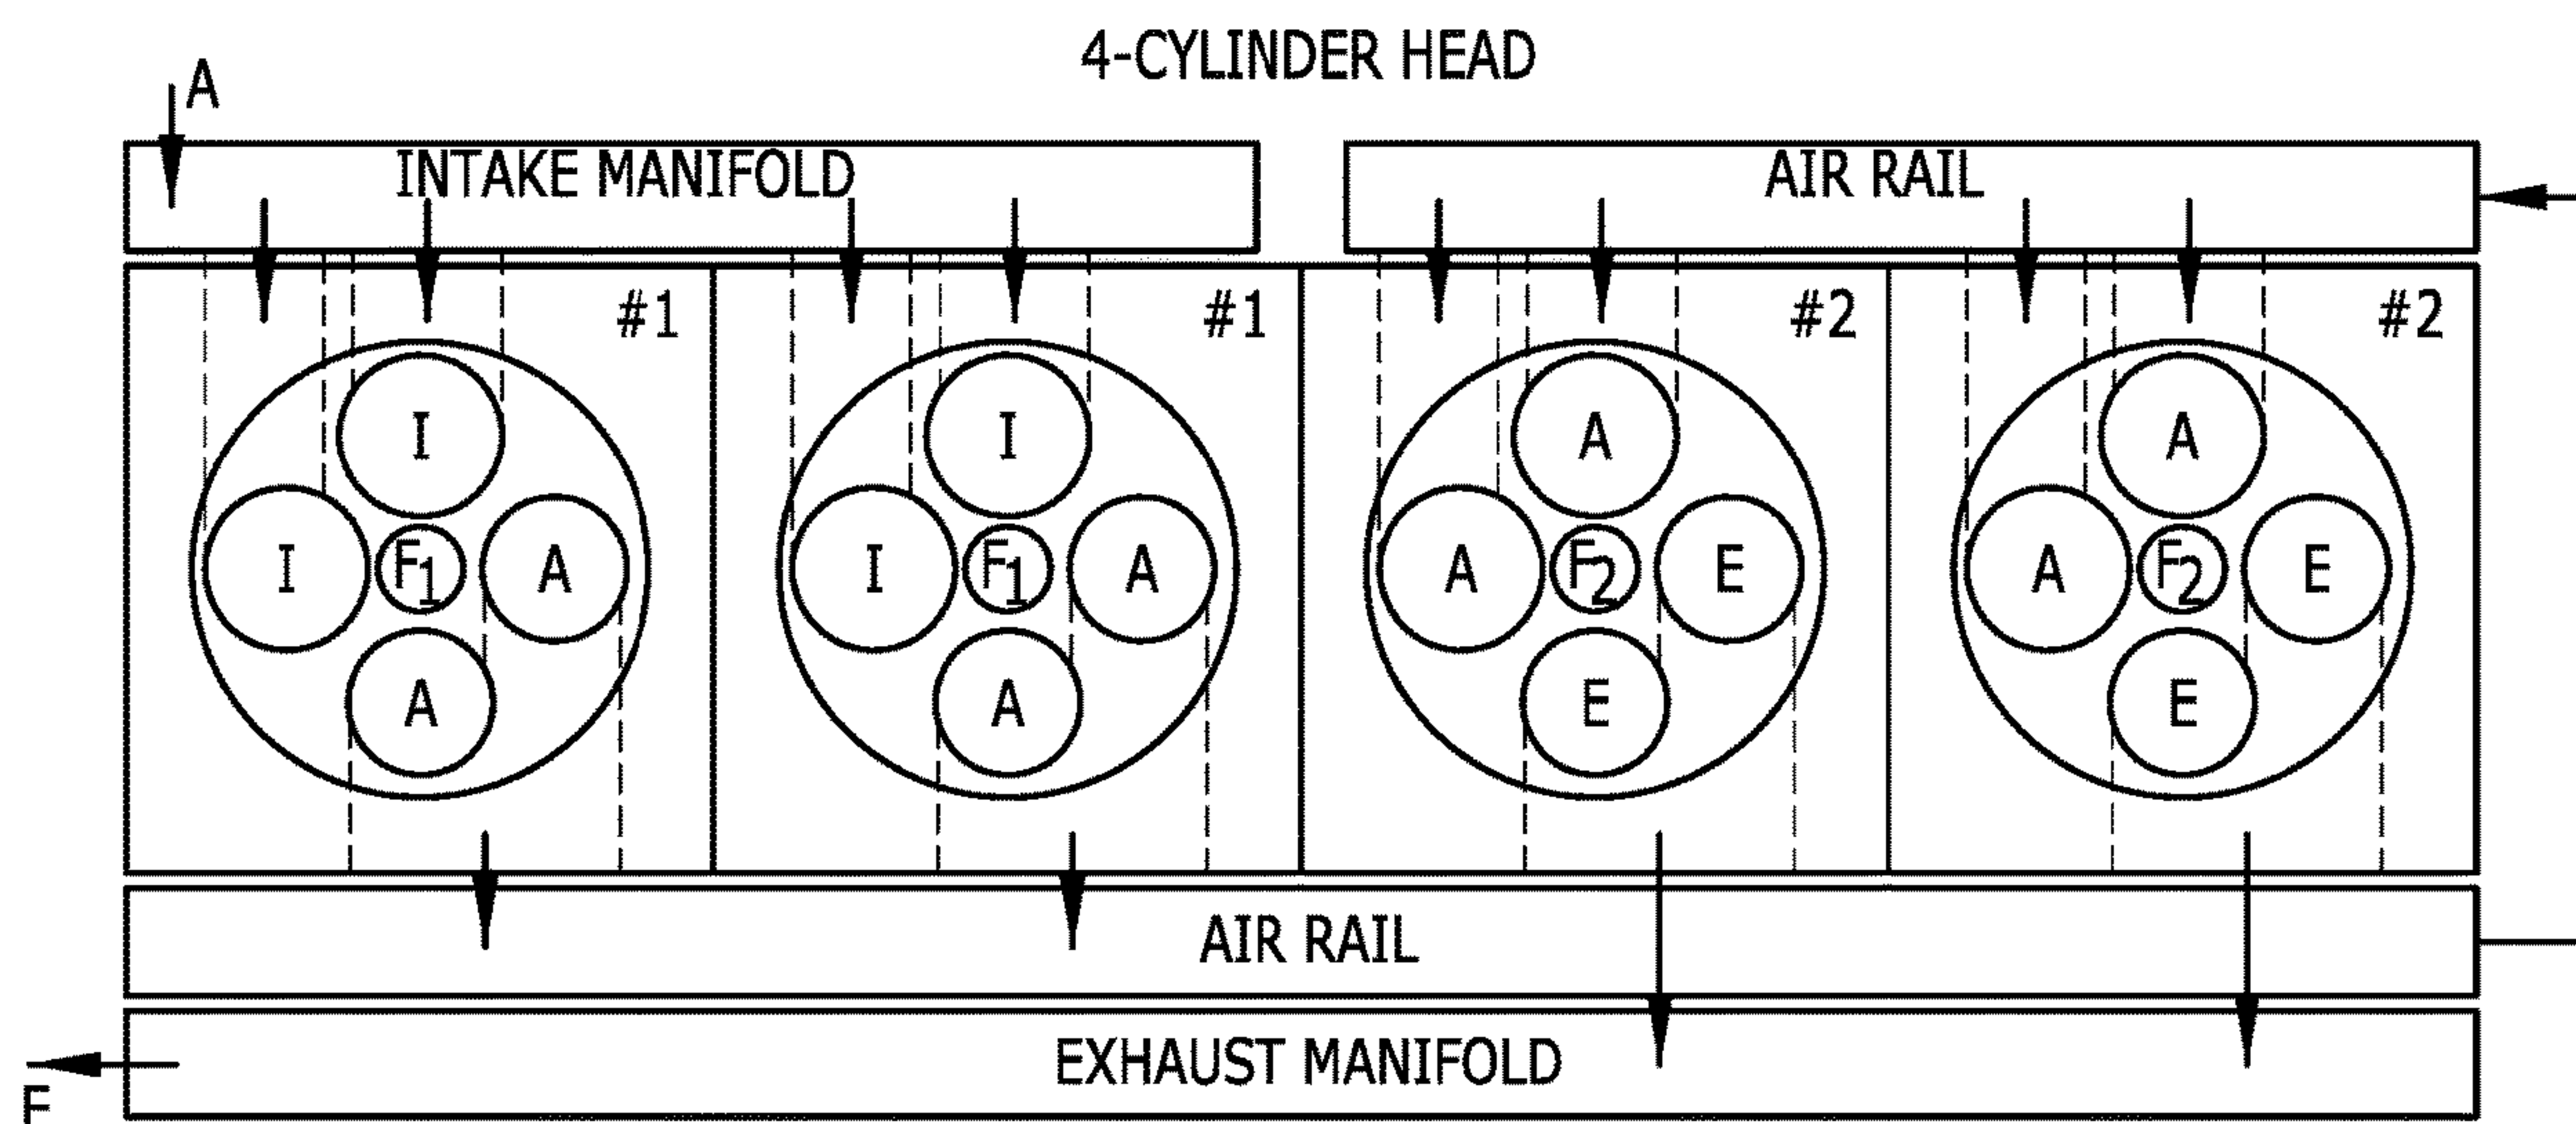 4-CYLINDER HEAD
A
INTAKE MANIFOLD
AIR RAIL
#1
#1
#2
#2
I
I
A
A
I
F1
A
I
F1
A
A
F2
E
A
F2
E
A
A
E
E
AIR RAIL
EXHAUST MANIFOLD